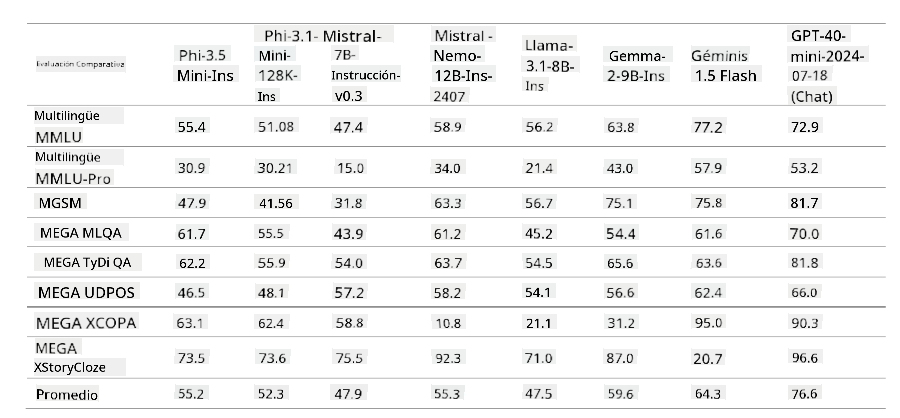 Evaluación Comparativa Phi-3.5 Mini-Ins Phi-3.1- Mini- 128K- Ins Mistral- 7B- Instrucción- v0.3 Mistral - Nemo- 12B-Ins- 2407 Llama- 3.1-8B- Ins Gemma- 2-9B-Ins Géminis 1.5 Flash GPT-40- mini-2024- 07-18 (Chat)
Multilingüe MMLU 55.4 51.08 47.4 58.9 56.2 63.8 77.2 72.9
Multilingüe MMLU-Pro 30.9 30.21 15.0 34.0 21.4 43.0 57.9 53.2
MGSM 47.9 41.56 31.8 63.3 56.7 75.1 75.8 81.7
MEGA MLQA 61.7 55.5 43.9 61.2 45.2 54.4 61.6 70.0
MEGA TyDi QA 62.2 55.9 54.0 63.7 54.5 65.6 63.6 81.8
MEGA UDPOS 46.5 48.1 57.2 58.2 54.1 56.6 62.4 66.0
MEGA XCOPA 63.1 62.4 58.8 10.8 21.1 31.2 95.0 90.3
MEGA XStoryCloze 73.5 73.6 75.5 92.3 71.0 87.0 20.7 96.6
Promedio 55.2 52.3 47.9 55.3 47.5 59.6 64.3 76.6